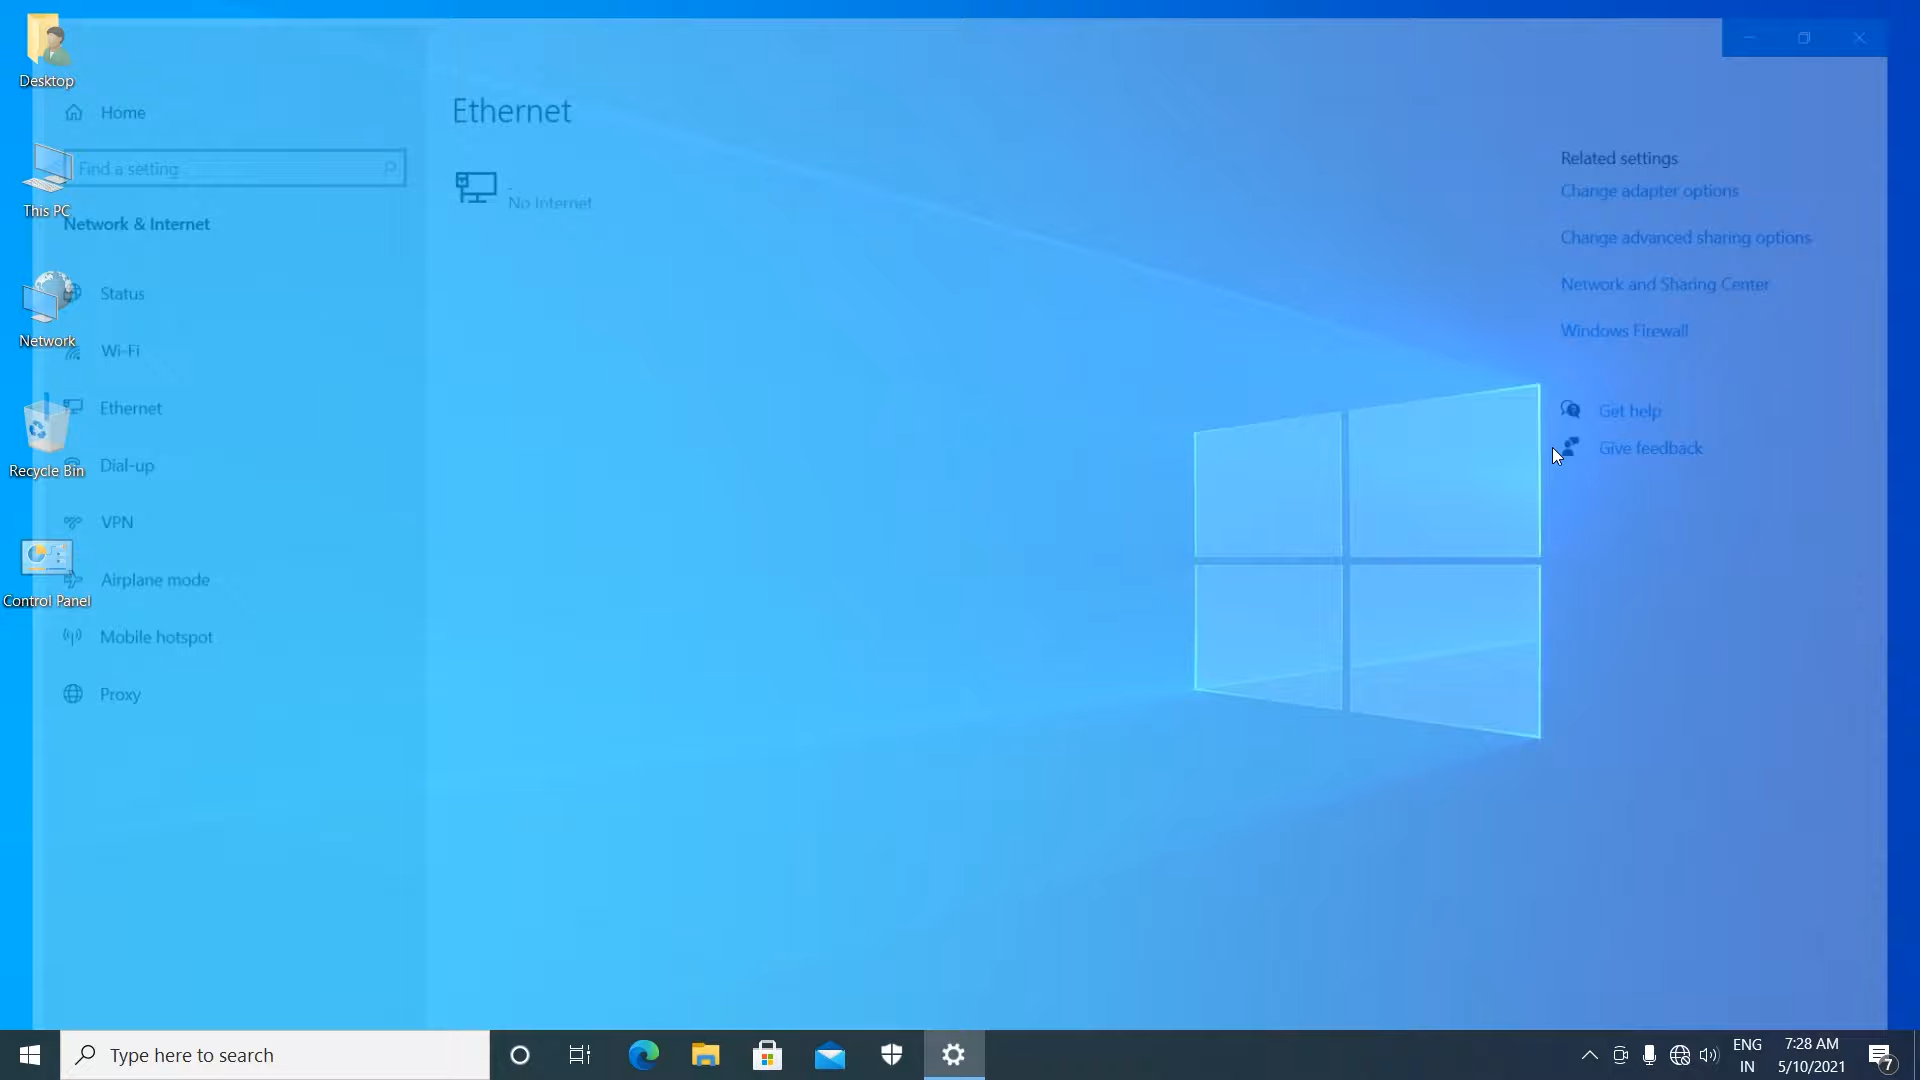 Desktop
This PC
Network
Recycle Bin
Control Panel
Home
Find a setting
Network & Internet
Status
Wi-Fi
Ethernet
Dial-up
VPN
Airplane mode
Mobile hotspot
Proxy
Ethernet
No Internet
Related settings
Change adapter options
Change advanced sharing options
Network and Sharing Center
Windows Firewall
Get help
Give feedback
Type here to search
ENG
IN
7:28 AM
5/10/2021
7